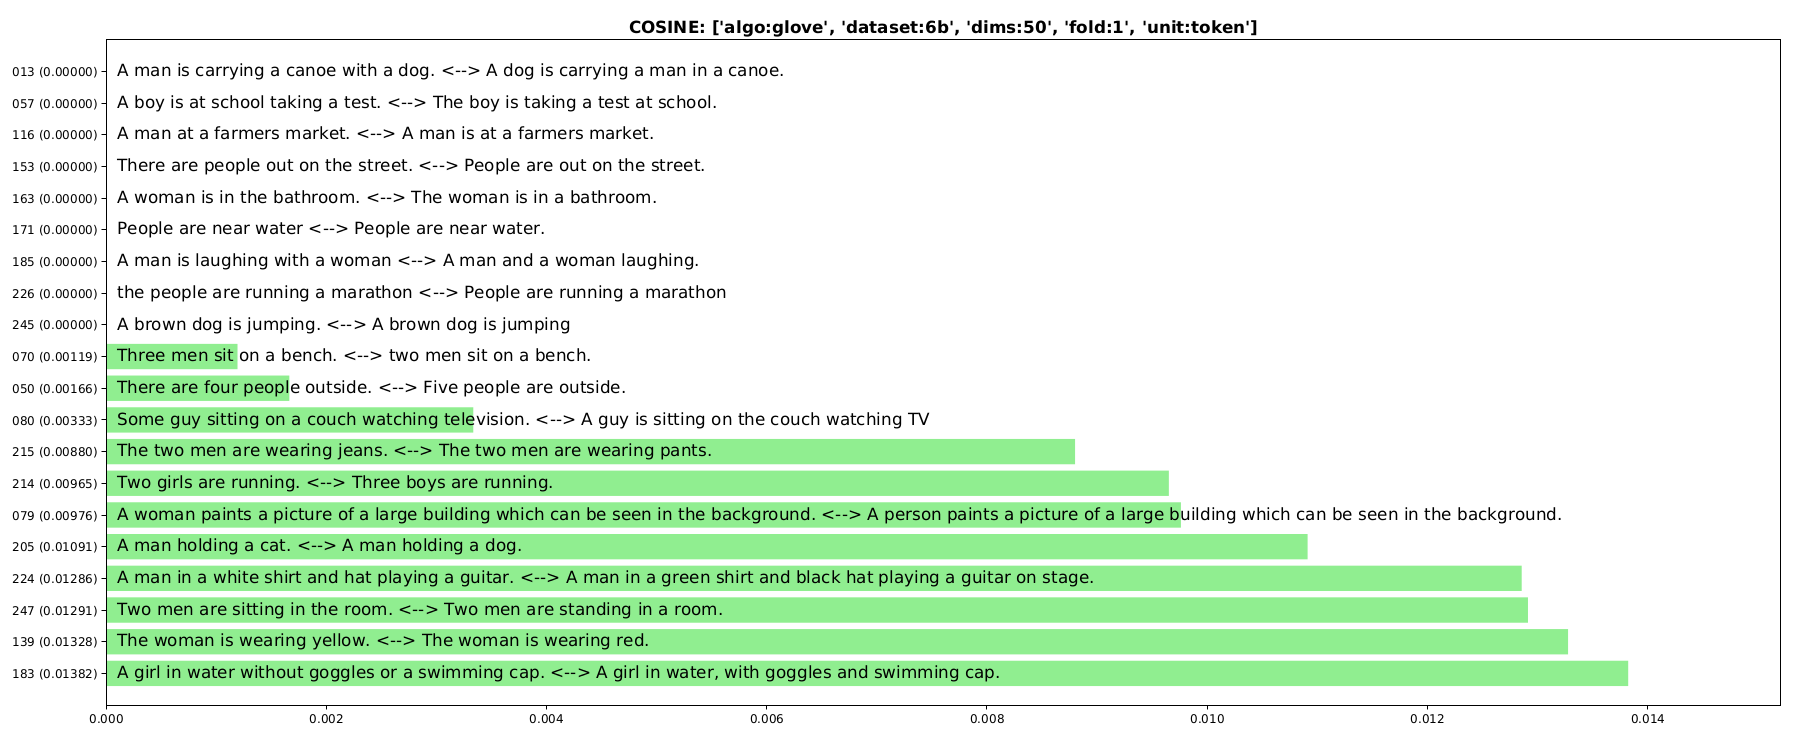 COSINE: ['algo:glove', 'dataset:6b', 'dims:50', 'fold:1', 'unit:token']
013 (0.00000) A man is carrying a canoe with a dog. <--> A dog is carrying a man in a canoe.
057 (0.00000) A boy is at school taking a test. <--> The boy is taking a test at school.
116 (0.00000) A man at a farmers market. <--> A man is at a farmers market.
153 (0.00000) There are people out on the street. <--> People are out on the street.
163 (0.00000) A woman is in the bathroom. <--> The woman is in a bathroom.
171 (0.00000) People are near water <--> People are near water.
185 (0.00000) A man is laughing with a woman <--> A man and a woman laughing.
226 (0.00000) the people are running a marathon <--> People are running a marathon
245 (0.00000) A brown dog is jumping. <--> A brown dog is jumping
070 (0.00119) Three men sit on a bench. <--> two men sit on a bench.
050 (0.00166) There are four people outside. <--> Five people are outside.
080 (0.00333) Some guy sitting on a couch watching television. <--> A guy is sitting on the couch watching TV
215 (0.00880) The two men are wearing jeans. <--> The two men are wearing pants.
214 (0.00965) Two girls are running. <--> Three boys are running.
079 (0.00976) A woman paints a picture of a large building which can be seen in the background. <--> A person paints a picture of a large building which can be seen in the background.
205 (0.01091) A man holding a cat. <--> A man holding a dog.
224 (0.01286) A man in a white shirt and hat playing a guitar. <--> A man in a green shirt and black hat playing a guitar on stage.
247 (0.01291) Two men are sitting in the room. <--> Two men are standing in a room.
139 (0.01328) The woman is wearing yellow. <--> The woman is wearing red.
183 (0.01382) A girl in water without goggles or a swimming cap. <--> A girl in water, with goggles and swimming cap.
0.000 0.002 0.004 0.006 0.008 0.010 0.012 0.014